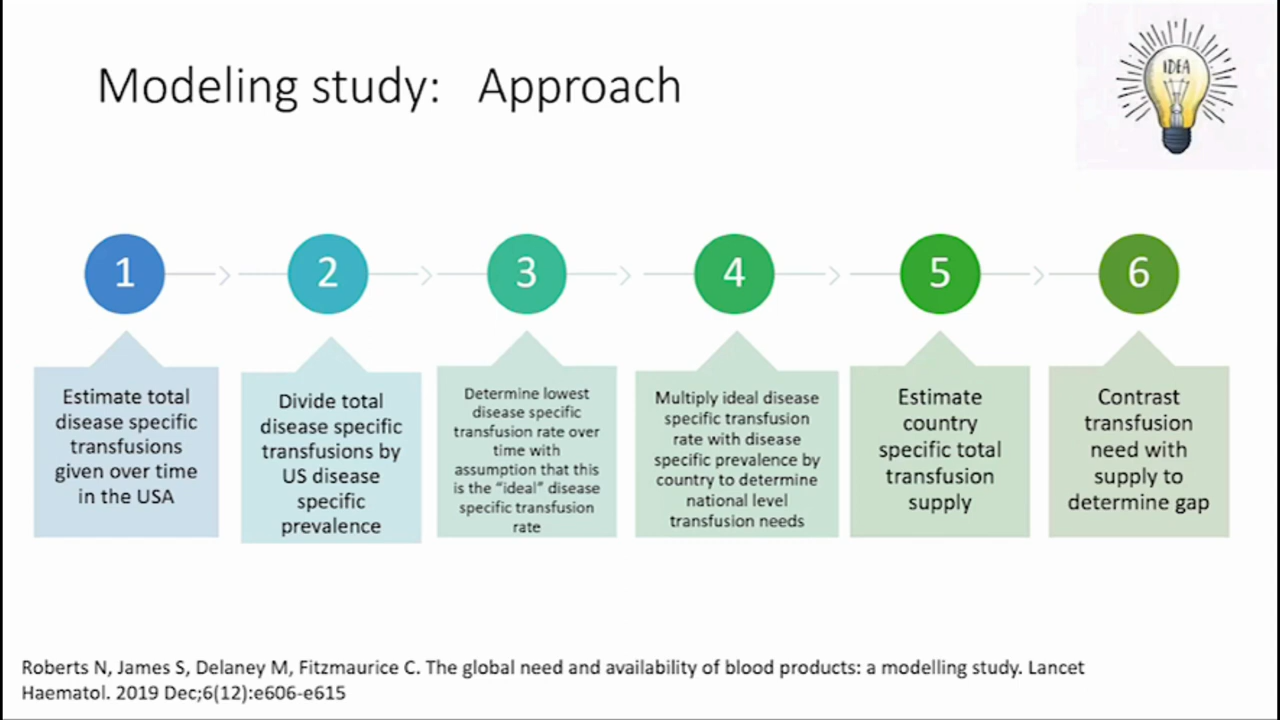 Modeling study: Approach
IDEA
1
2
3
4
5
6
Estimate total
disease specific
transfusions
given over time
in the USA
Divide total
disease specific
transfusions by
US disease
specific
prevalence
Determine lowest
disease specific
transfusion rate over
time with
assumption that this
is the “ideal” disease
specific transfusion
rate
Multiply ideal disease
specific transfusion
rate with disease
specific prevalence by
country to determine
national level
transfusion needs
Estimate
country
specific total
transfusion
supply
Contrast
transfusion
need with
supply to
determine gap
Roberts N, James S, Delaney M, Fitzmaurice C. The global need and availability of blood products: a modelling study. Lancet
Haematol. 2019 Dec;6(12):e606-e615